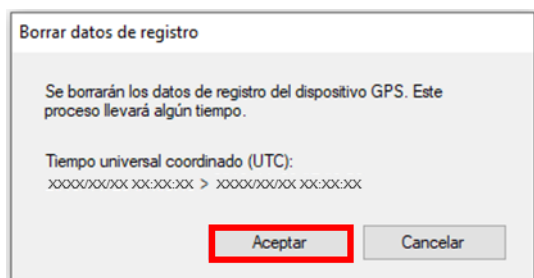 Borrar datos de registro
Se borrarán los datos de registro del dispositivo GPS. Este
proceso llevará algún tiempo.
Tiempo universal coordinado (UTC):
XXXX/XX/XX XX:XX:XX > XXXX/XX/XX XX:XX:XX
Aceptar
Cancelar